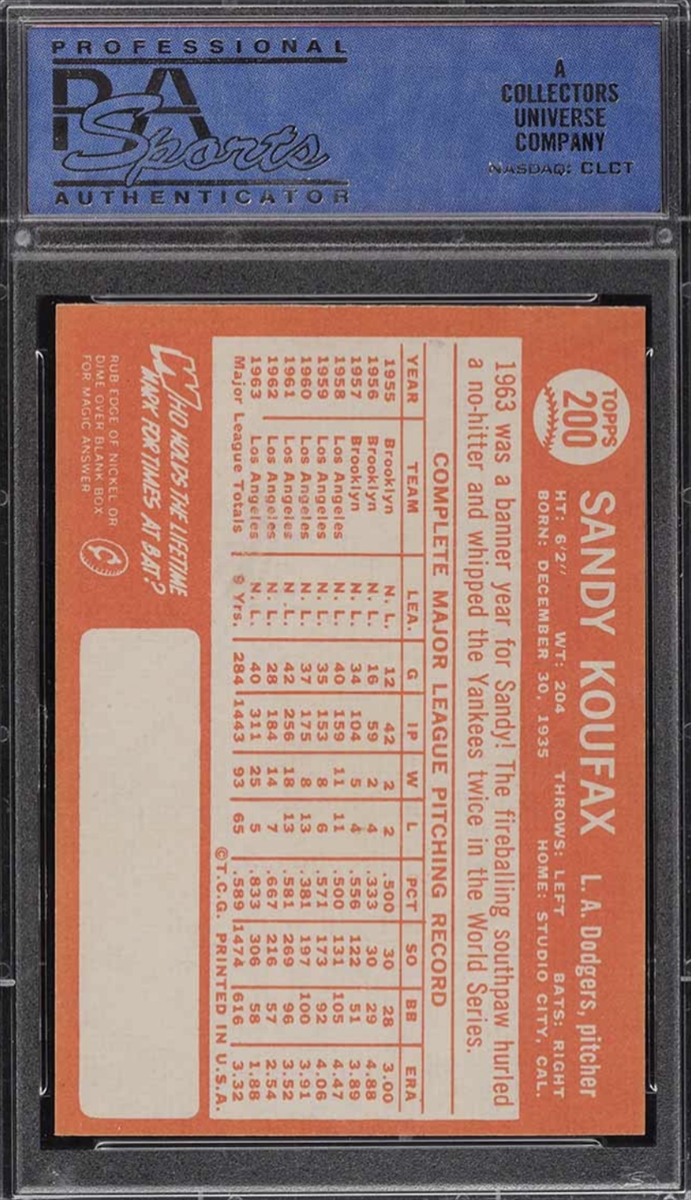 PROFESSIONAL
PSA
Sports
AUTHENTICATOR
A
COLLECTORS
UNIVERSE
COMPANY
NASDAQ: CLCT
TOPPS
200
SANDY KOUFAX L. A. Dodgers, pitcher
HT: 6'2" WT: 204 THROWS: LEFT BATS: RIGHT
BORN: DECEMBER 30, 1935 HOME: STUDIO CITY, CAL.
1963 was a banner year for Sandy! The fireballing southpaw hurled
a no-hitter and whipped the Yankees twice in the World Series.
COMPLETE MAJOR LEAGUE PITCHING RECORD
YEAR TEAM LEA. G IP W L PCT SO BB ERA
1955 Brooklyn N. L. 12 42 2 2 .500 30 28 3.00
1956 Brooklyn N. L. 16 59 2 4 .333 30 29 4.88
1957 Brooklyn N. L. 34 104 5 4 .556 122 51 3.89
1958 Los Angeles N. L. 40 159 11 11 .500 131 105 4.47
1959 Los Angeles N. L. 35 153 8 6 .571 173 92 4.06
1960 Los Angeles N. L. 37 175 8 13 .381 197 100 3.91
1961 Los Angeles N. L. 42 256 18 13 .581 269 96 3.52
1962 Los Angeles N. L. 28 184 14 7 .667 216 57 2.54
1963 Los Angeles N. L. 40 311 25 5 .833 306 58 1.88
Major League Totals 9 Yrs. 284 1443 93 65 .589 1474 616 3.32
©T.C.G. PRINTED IN U.S.A.
WHO HOLDS THE LIFETIME
MARK FOR TIMES AT BAT?
RUB EDGE OF NICKEL OR
DIME OVER BLANK BOX
FOR MAGIC ANSWER